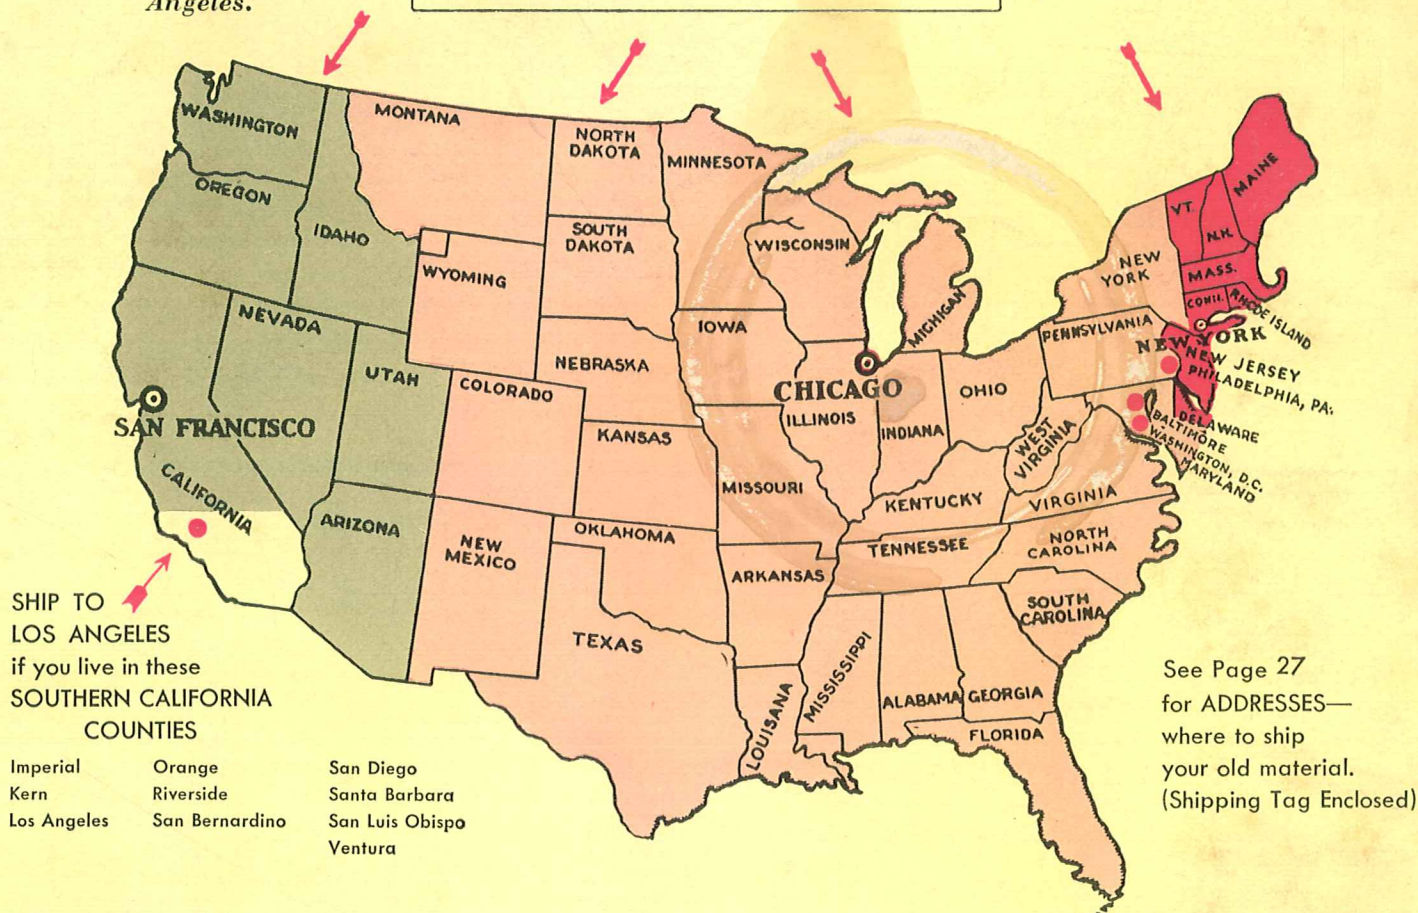 Angeles.
WASHINGTON
MONTANA
NORTH
DAKOTA
MINNESOTA
MAINE
VT.
N.H.
OREGON
IDAHO
SOUTH
DAKOTA
WISCONSIN
MICHIGAN
NEW
YORK
MASS.
CONN.
RHODE ISLAND
WYOMING
NEVADA
IOWA
PENNSYLVANIA
NEW YORK
NEW JERSEY
PHILADELPHIA, PA.
UTAH
COLORADO
NEBRASKA
CHICAGO
ILLINOIS
INDIANA
OHIO
WEST
VIRGINIA
DELAWARE
BALTIMORE
WASHINGTON, D.C.
MARYLAND
SAN FRANCISCO
CALIFORNIA
KANSAS
MISSOURI
KENTUCKY
VIRGINIA
ARIZONA
NEW
MEXICO
OKLAHOMA
ARKANSAS
TENNESSEE
NORTH
CAROLINA
SOUTH
CAROLINA
TEXAS
LOUISANA
MISSISSIPPI
ALABAMA
GEORGIA
FLORIDA
SHIP TO
LOS ANGELES
if you live in these
SOUTHERN CALIFORNIA
COUNTIES
Imperial
Kern
Los Angeles
Orange
Riverside
San Bernardino
San Diego
Santa Barbara
San Luis Obispo
Ventura
See Page 27
for ADDRESSES—
where to ship
your old material.
(Shipping Tag Enclosed)